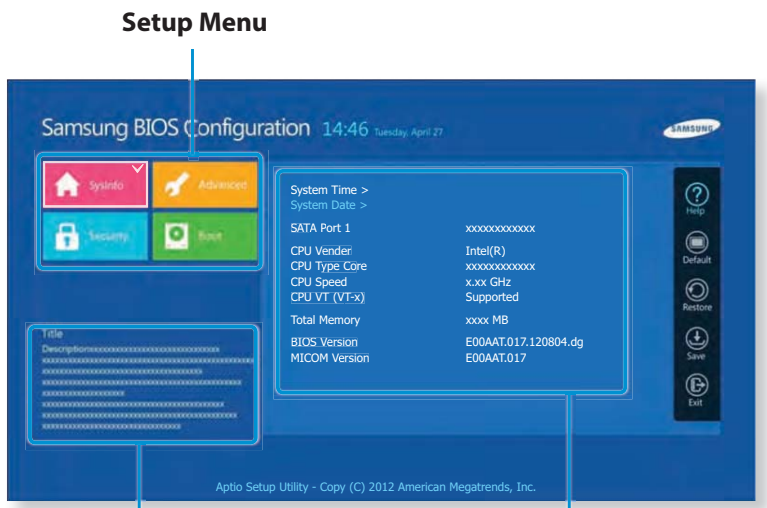 Setup Menu
Samsung BIOS Configuration 14:46 Tuesday, April 27
SAMSUNG
SysInfo
Advanced
Security
Boot
System Time >
System Date >
SATA Port 1 xxxxxxxxxxxx
CPU Vender Intel(R)
CPU Type Core xxxxxxxxxxxx
CPU Speed x.xx GHz
CPU VT (VT-x) Supported
Total Memory xxxx MB
BIOS Version E00AAT.017.120804.dg
MICOM Version E00AAT.017
Help
Default
Restore
Save
Exit
Title
Aptio Setup Utility - Copy (C) 2012 American Megatrends, Inc.